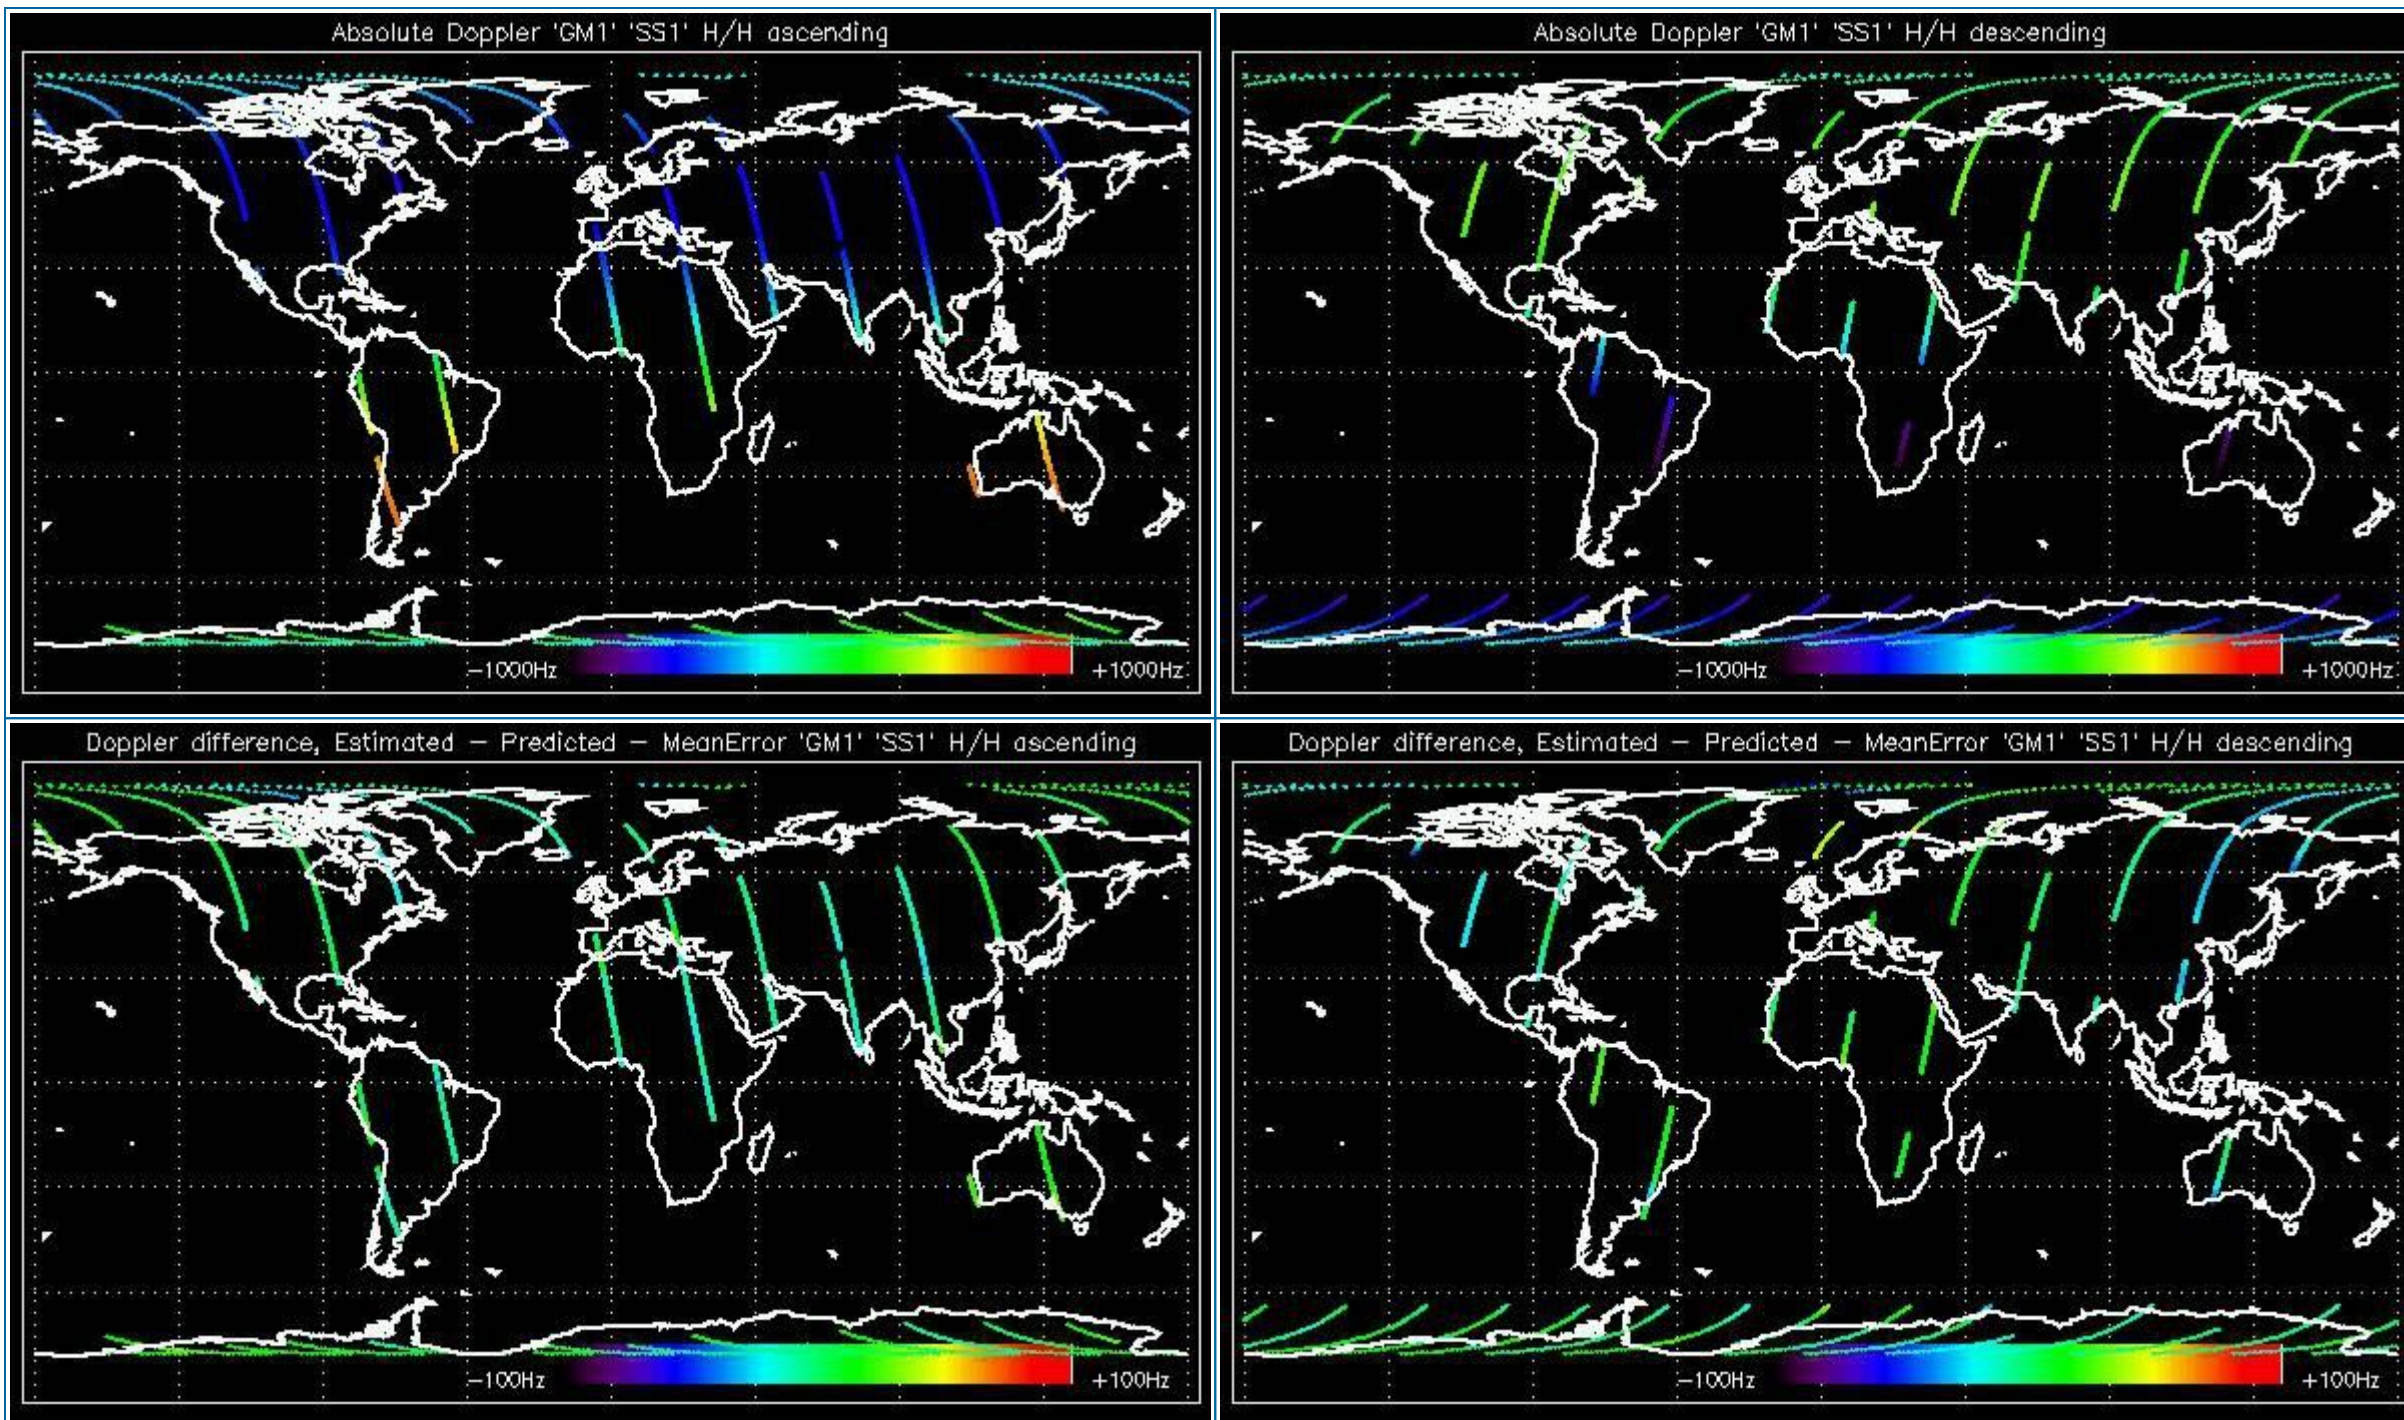 Absolute Doppler 'GM1' 'SS1' H/H ascending
-1000Hz
+1000Hz
Absolute Doppler 'GM1' 'SS1' H/H descending
-1000Hz
+1000Hz
Doppler difference, Estimated - Predicted - MeanError 'GM1' 'SS1' H/H ascending
-100Hz
+100Hz
Doppler difference, Estimated - Predicted - MeanError 'GM1' 'SS1' H/H descending
-100Hz
+100Hz